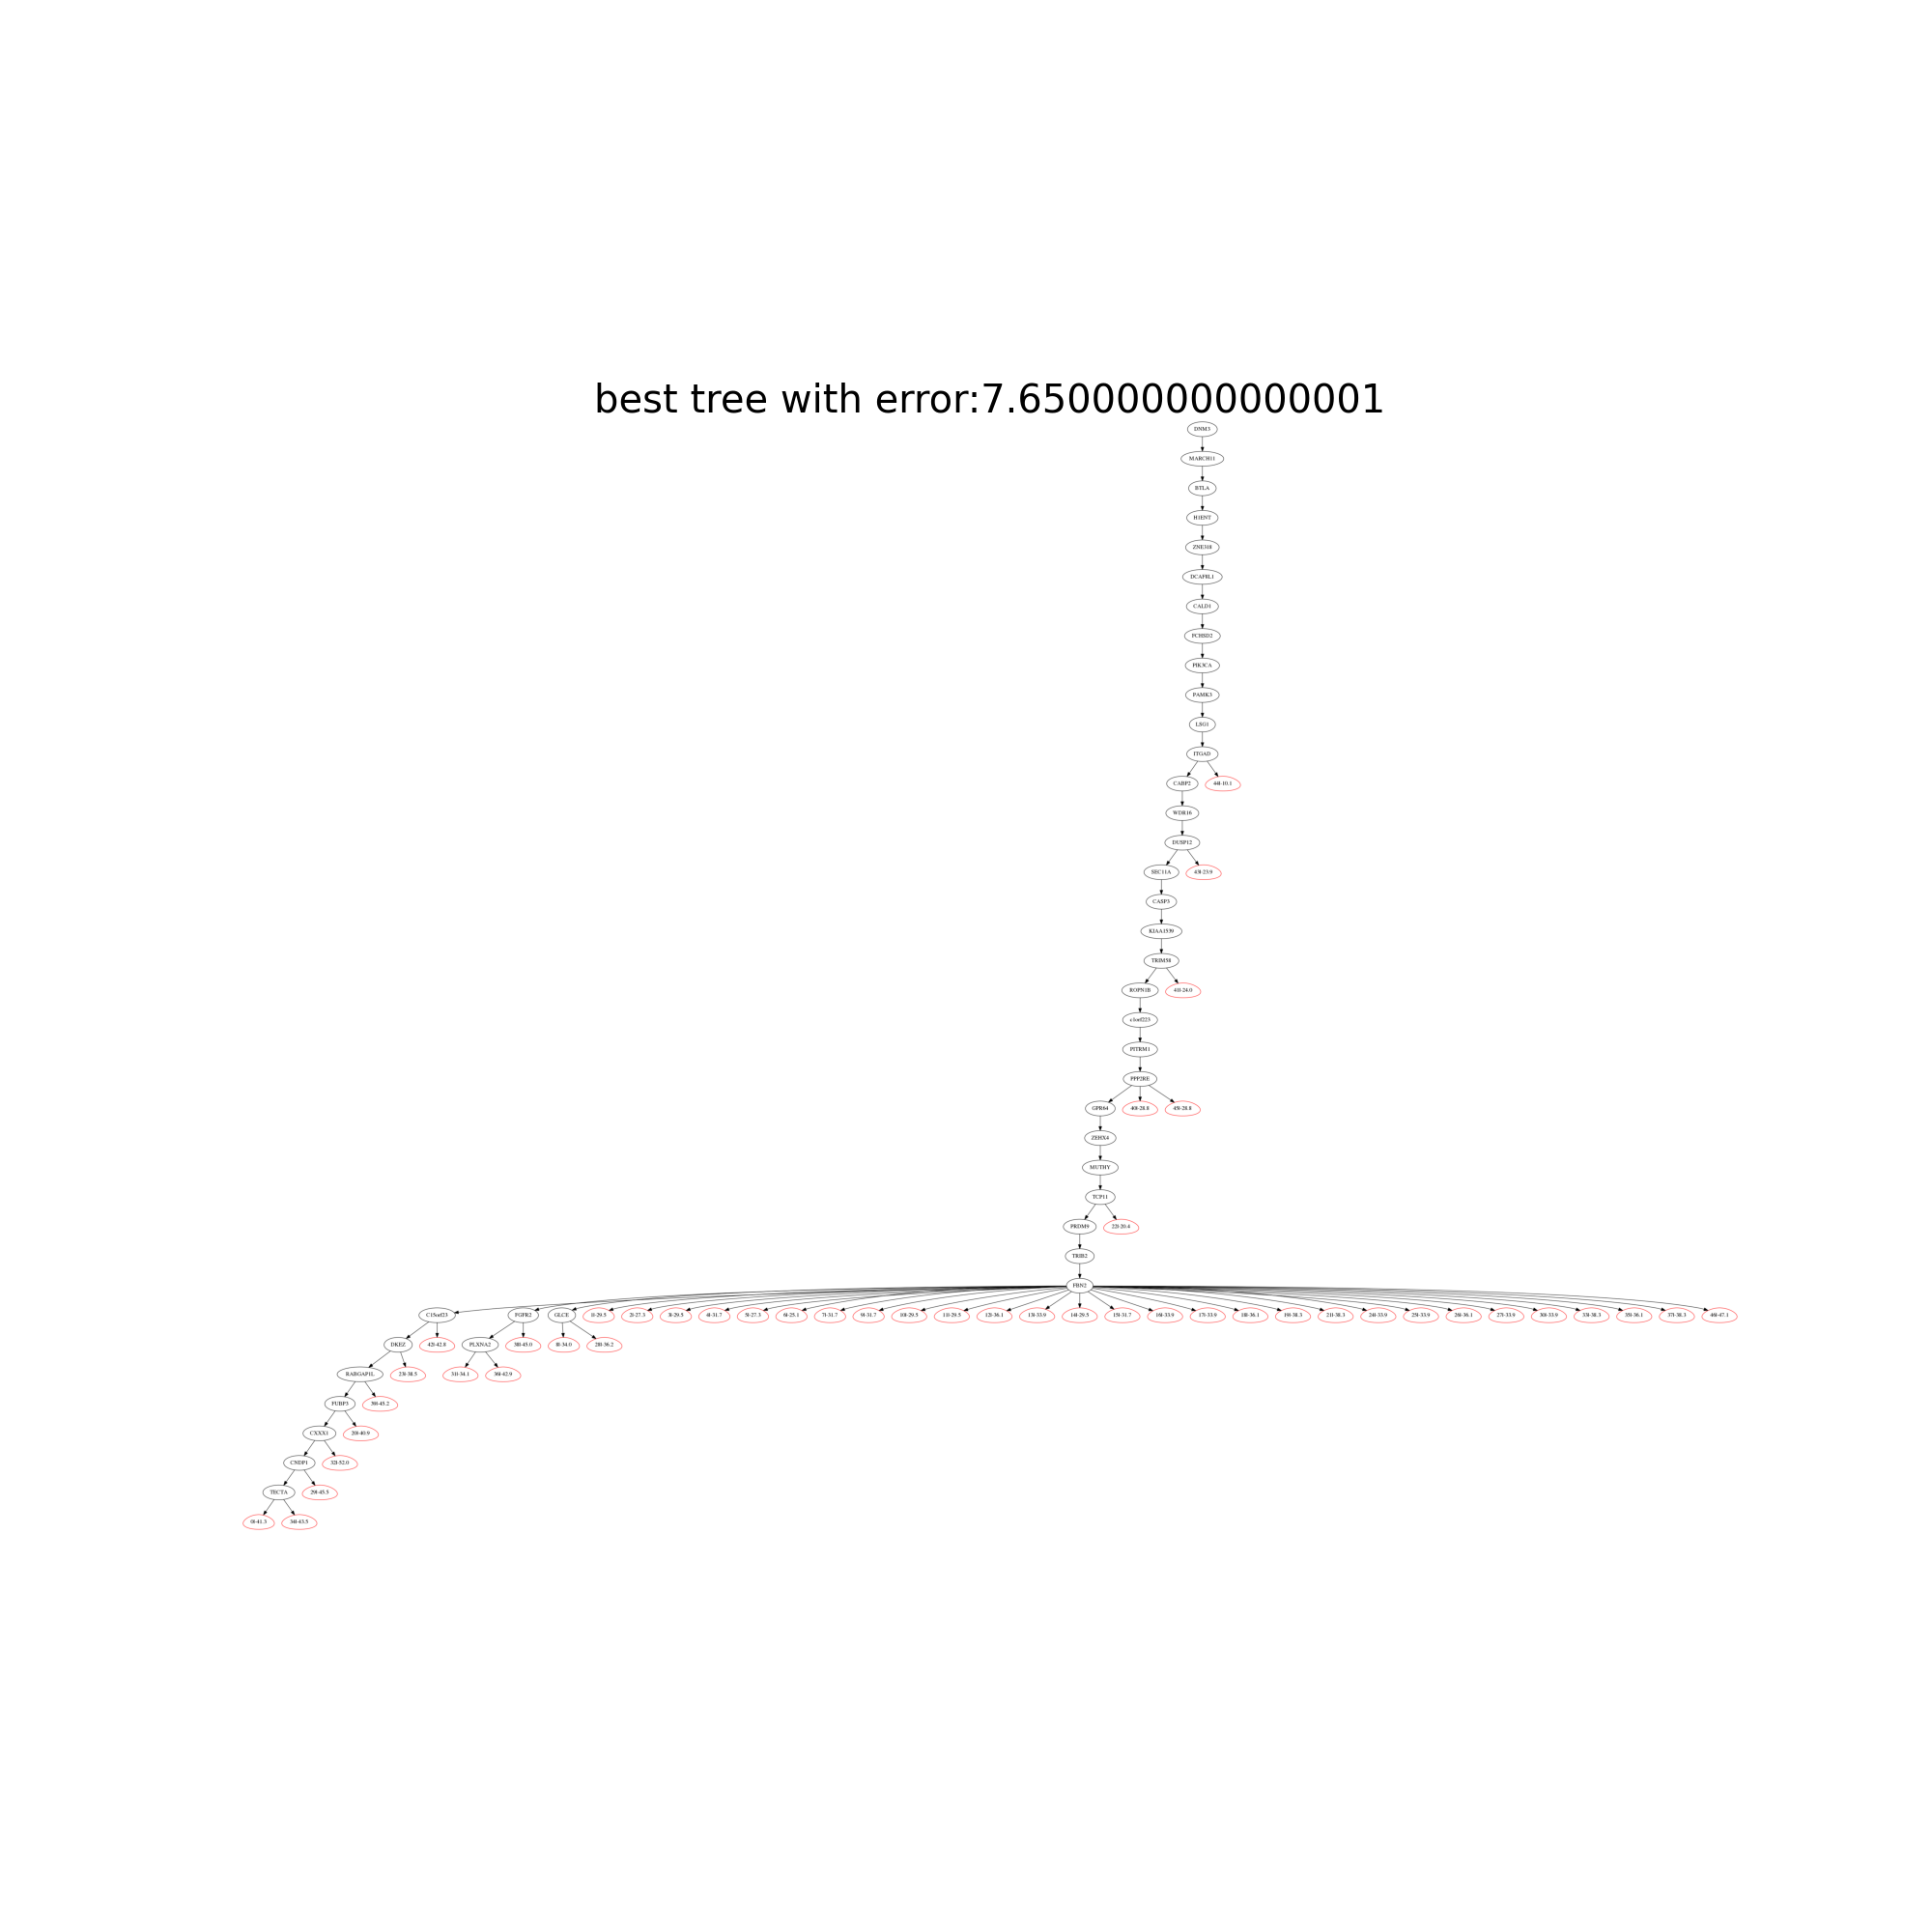 best tree with error:7.650000000000001
DNM3
MARCH11
BTLA
H1ENT
ZNE318
DCAF8L1
CALD1
FCHSD2
PIK3CA
PANK3
LSG1
ITGAD
CABP2 44l-10.1
WDR16
DUSP12
SEC11A 43l-23.9
CASP3
KIAA1539
TRIM58
ROPN1B 41l-24.0
c1orf223
PITRM1
PPP2RE
GPR64 40l-28.8 45l-28.8
ZEHX4
MUTHY
TCP11
PRDM9 22l-20.4
TRIB2
FBN2
C15orf23 FGFR2 GLCE 1l-29.5 2l-27.3 3l-29.5 4l-31.7 5l-27.3 6l-25.1 7l-31.7 9l-31.7 10l-29.5 11l-29.5 12l-36.1 13l-33.9 14l-29.5 15l-31.7 16l-33.9 17l-33.9 18l-36.1 19l-38.3 21l-38.3 24l-33.9 25l-33.9 26l-36.1 27l-33.9 30l-33.9 33l-38.3 35l-36.1 37l-38.3 46l-47.1
DKEZ 42l-42.8 PLXNA2 38l-45.0 8l-34.0 28l-36.2
RABGAP1L 23l-38.5 31l-34.1 36l-42.9
FUBP3 39l-45.2
CXXX1 20l-40.9
CNDP1 32l-52.0
TECTA 29l-45.5
0l-41.3 34l-43.5